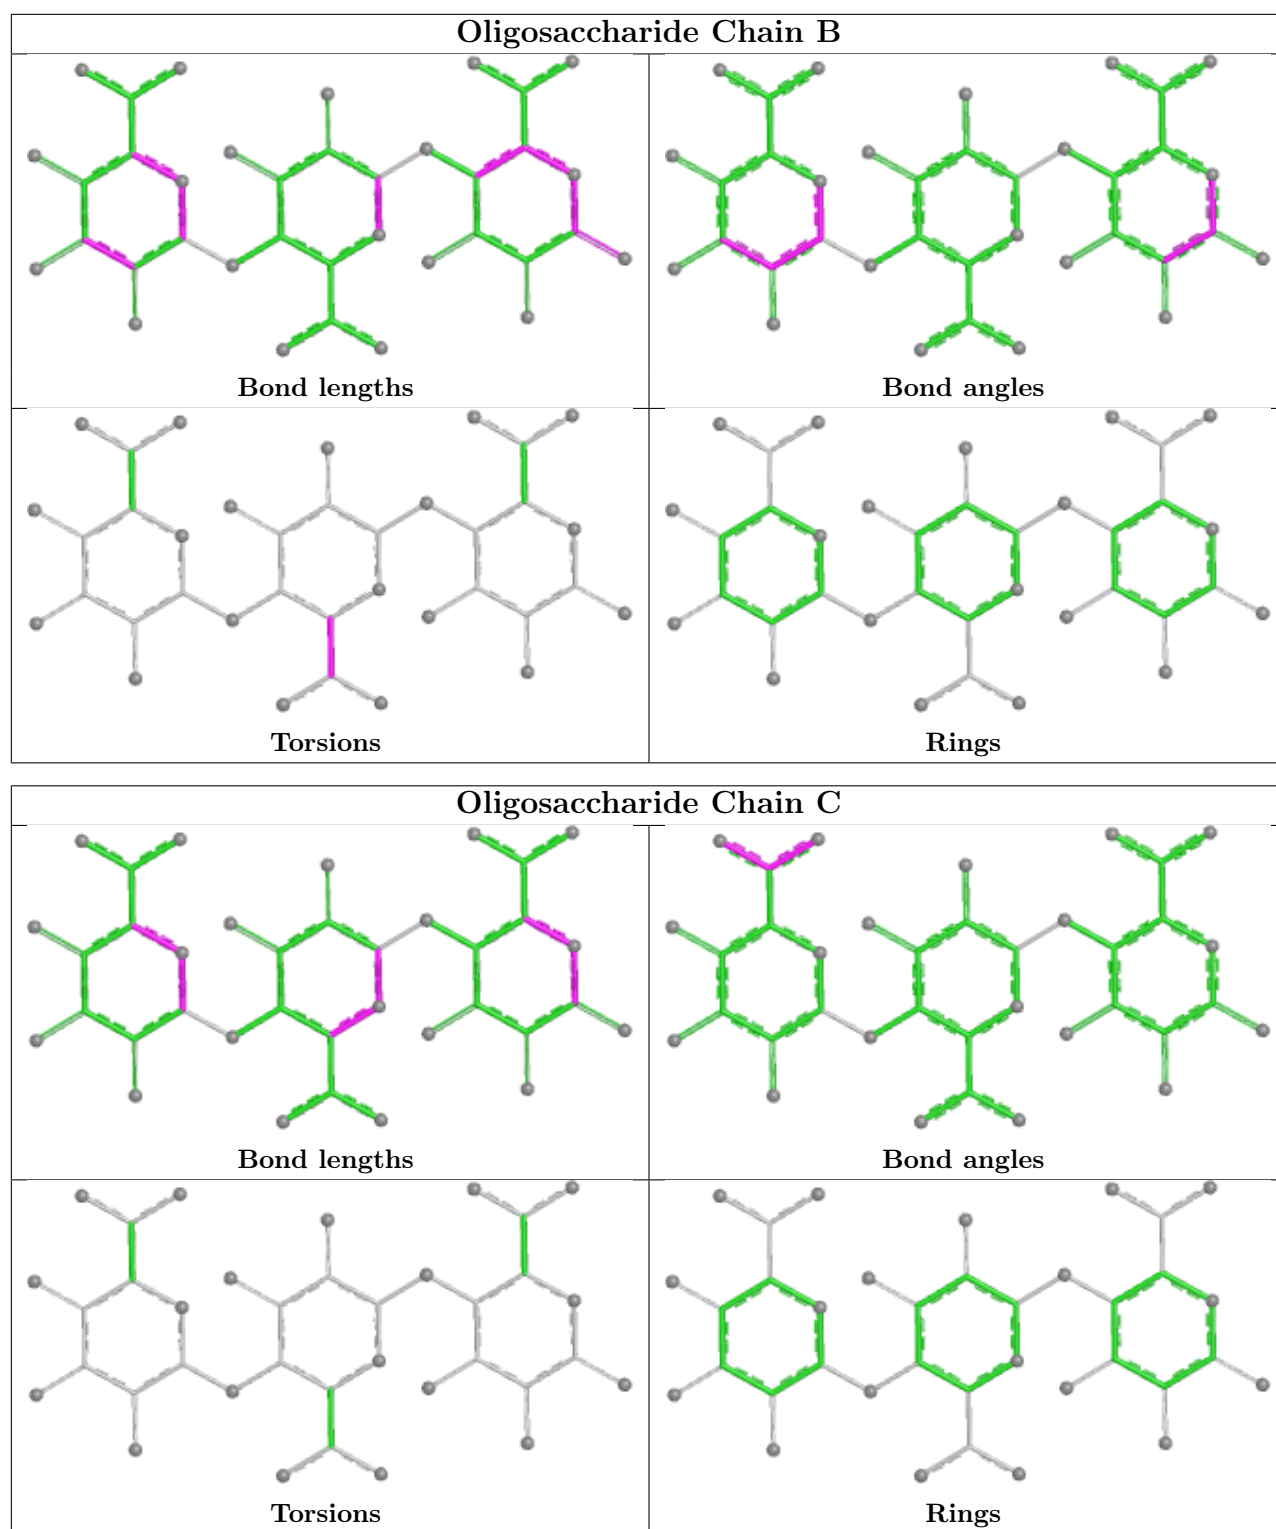 Oligosaccharide Chain B
Bond lengths
Bond angles
Torsions
Rings
Oligosaccharide Chain C
Bond lengths
Bond angles
Torsions
Rings